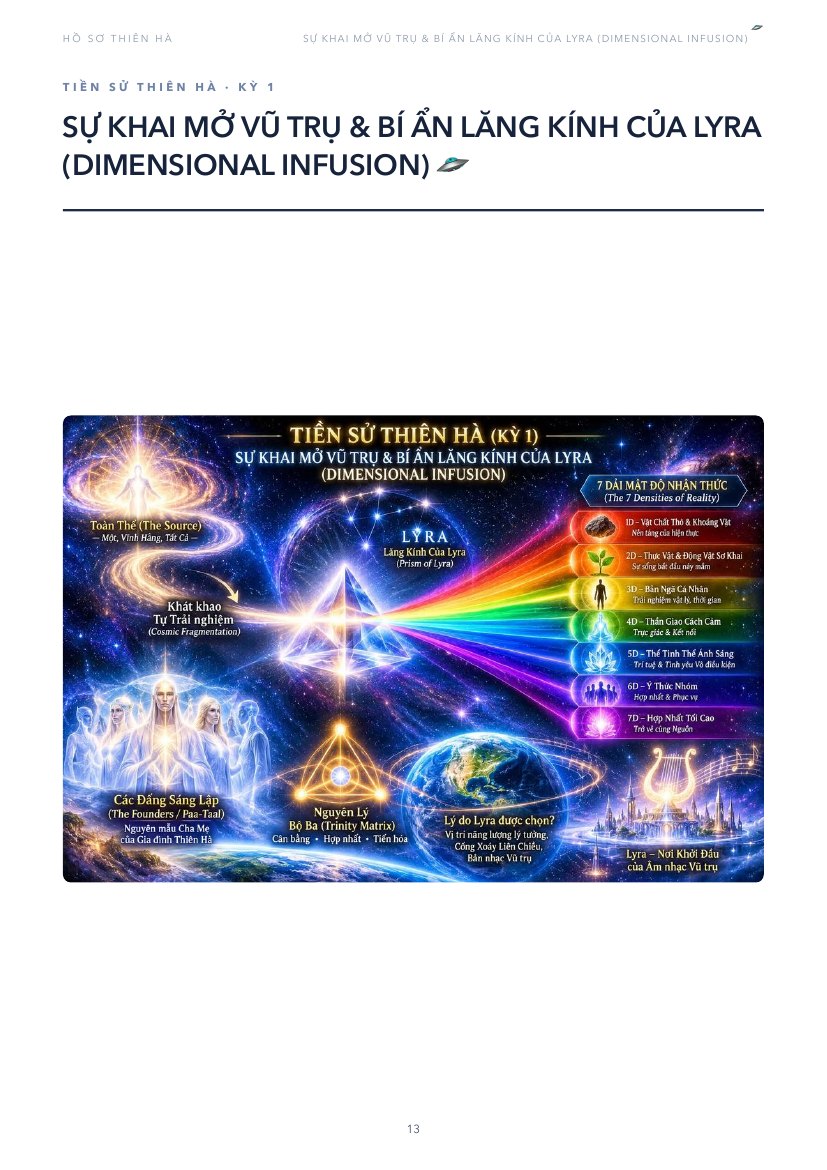 HỒ SƠ THIÊN HÀ
SỰ KHAI MỞ VŨ TRỤ & BÍ ẨN LĂNG KÍNH CỦA LYRA (DIMENSIONAL INFUSION)
TIỀN SỬ THIÊN HÀ · KỲ 1
SỰ KHAI MỞ VŨ TRỤ & BÍ ẨN LĂNG KÍNH CỦA LYRA
(DIMENSIONAL INFUSION)
TIỀN SỬ THIÊN HÀ (KỲ 1)
SỰ KHAI MỞ VŨ TRỤ & BÍ ẨN LĂNG KÍNH CỦA LYRA
(DIMENSIONAL INFUSION)
Toàn Thể (The Source)
– Một, Vĩnh Hằng, Tất Cả –
Khát khao
Tự Trải nghiệm
(Cosmic Fragmentation)
LYRA
Lăng Kính Của Lyra
(Prism of Lyra)
7 DẢI MẬT ĐỘ NHẬN THỨC
(The 7 Densities of Reality)
1D – Vật Chất Thô & Khoáng Vật
Nền tảng của hiện thực
2D – Thực Vật & Động Vật Sơ Khai
Sự sống bắt đầu nảy mầm
3D – Bản Ngã Cá Nhân
Trải nghiệm vật lý, thời gian
4D – Thần Giao Cách Cảm
Trực giác & Kết nối
5D – Thể Tinh Thể Ánh Sáng
Trí tuệ & Tình yêu Vô điều kiện
6D – Ý Thức Nhóm
Hợp nhất & Phục vụ
7D – Hợp Nhất Tối Cao
Trở về cùng Nguồn
Các Đấng Sáng Lập
(The Founders / Paa-Taal)
Nguyên mẫu Cha Mẹ
của Gia đình Thiên Hà
Nguyên Lý
Bộ Ba (Trinity Matrix)
Cân bằng • Hợp nhất • Tiến hóa
Lý do Lyra được chọn?
Vị trí năng lượng lý tưởng,
Cổng Xoáy Liên Chiều,
Bản nhạc Vũ trụ
Lyra – Nơi Khởi Đầu
của Âm nhạc Vũ trụ
13